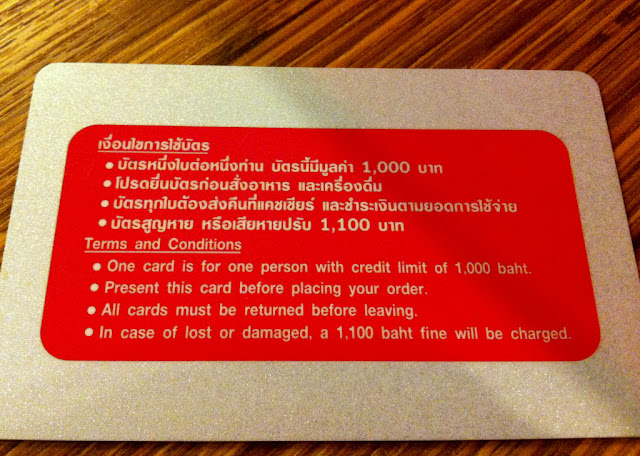 เงื่อนไขการใช้บัตร
• บัตรหนึ่งใบต่อหนึ่งท่าน บัตรนี้มีมูลค่า 1,000 บาท
• โปรดยื่นบัตรก่อนสั่งอาหาร และเครื่องดื่ม
• บัตรทุกใบต้องส่งคืนที่แคชเชียร์ และชำระเงินตามยอดการใช้จ่าย
• บัตรสูญหาย หรือเสียหายปรับ 1,100 บาท
Terms and Conditions
• One card is for one person with credit limit of 1,000 baht.
• Present this card before placing your order.
• All cards must be returned before leaving.
• In case of lost or damaged, a 1,100 baht fine will be charged.